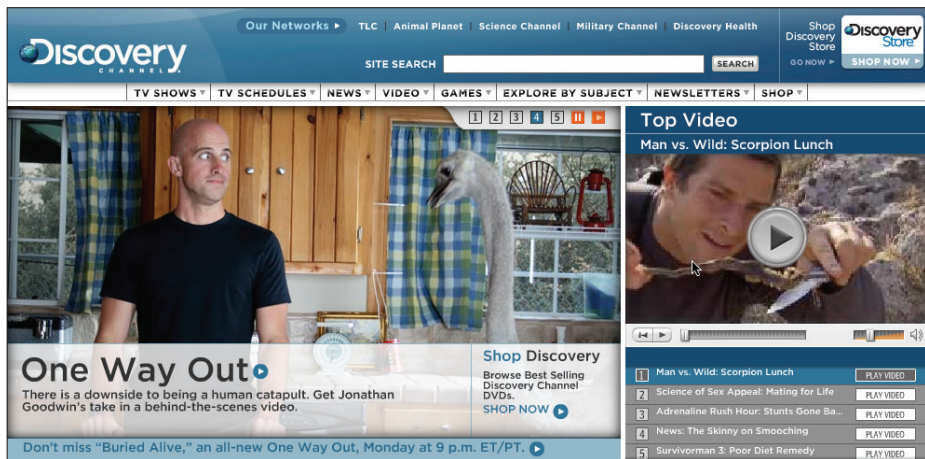 Our Networks
TLC | Animal Planet | Science Channel | Military Channel | Discovery Health
Shop
Discovery
Store
GO NOW
Discovery
Store
SHOP NOW
Discovery
CHANNEL
SITE SEARCH
SEARCH
TV SHOWS TV SCHEDULES NEWS VIDEO GAMES EXPLORE BY SUBJECT NEWSLETTERS SHOP
1 2 3 4 5
One Way Out
There is a downside to being a human catapult. Get Jonathan
Goodwin's take in a behind-the-scenes video.
Shop Discovery
Browse Best Selling
Discovery Channel
DVDs.
SHOP NOW
Don't miss "Buried Alive," an all-new One Way Out, Monday at 9 p.m. ET/PT.
Top Video
Man vs. Wild: Scorpion Lunch
1 Man vs. Wild: Scorpion Lunch PLAY VIDEO
2 Science of Sex Appeal: Mating for Life PLAY VIDEO
3 Adrenaline Rush Hour: Stunts Gone Ba... PLAY VIDEO
4 News: The Skinny on Smooching PLAY VIDEO
5 Survivorman 3: Poor Diet Remedy PLAY VIDEO